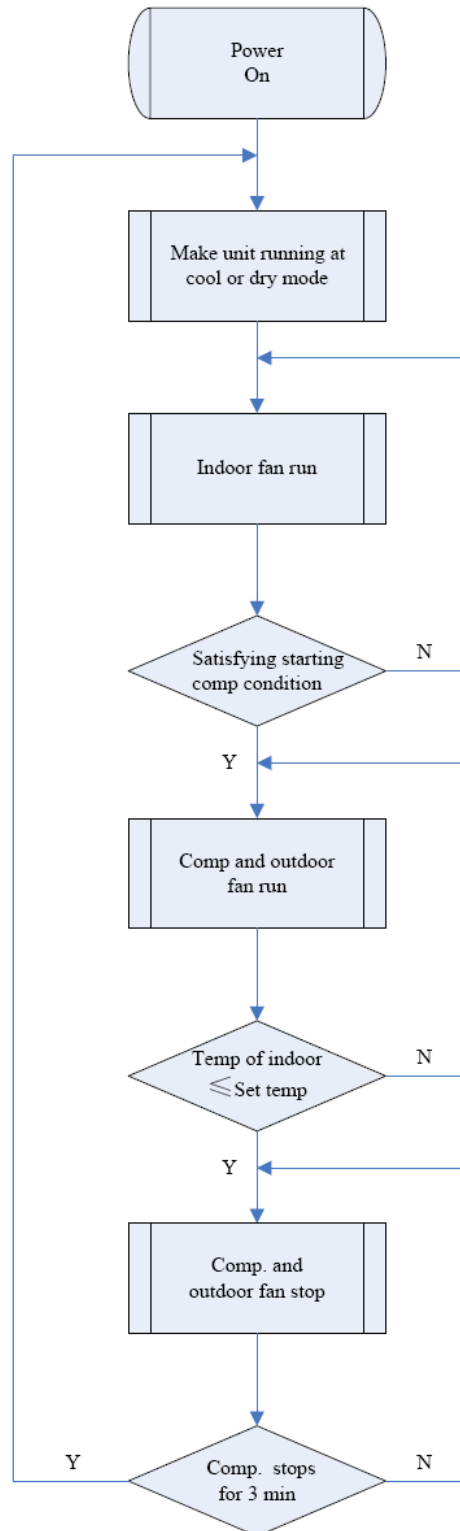 Power
On
Make unit running at
cool or dry mode
Indoor fan run
Satisfying starting
comp condition
N
Y
Comp and outdoor
fan run
Temp of indoor
≤Set temp
N
Y
Comp. and
outdoor fan stop
Y
Comp. stops
for 3 min
N